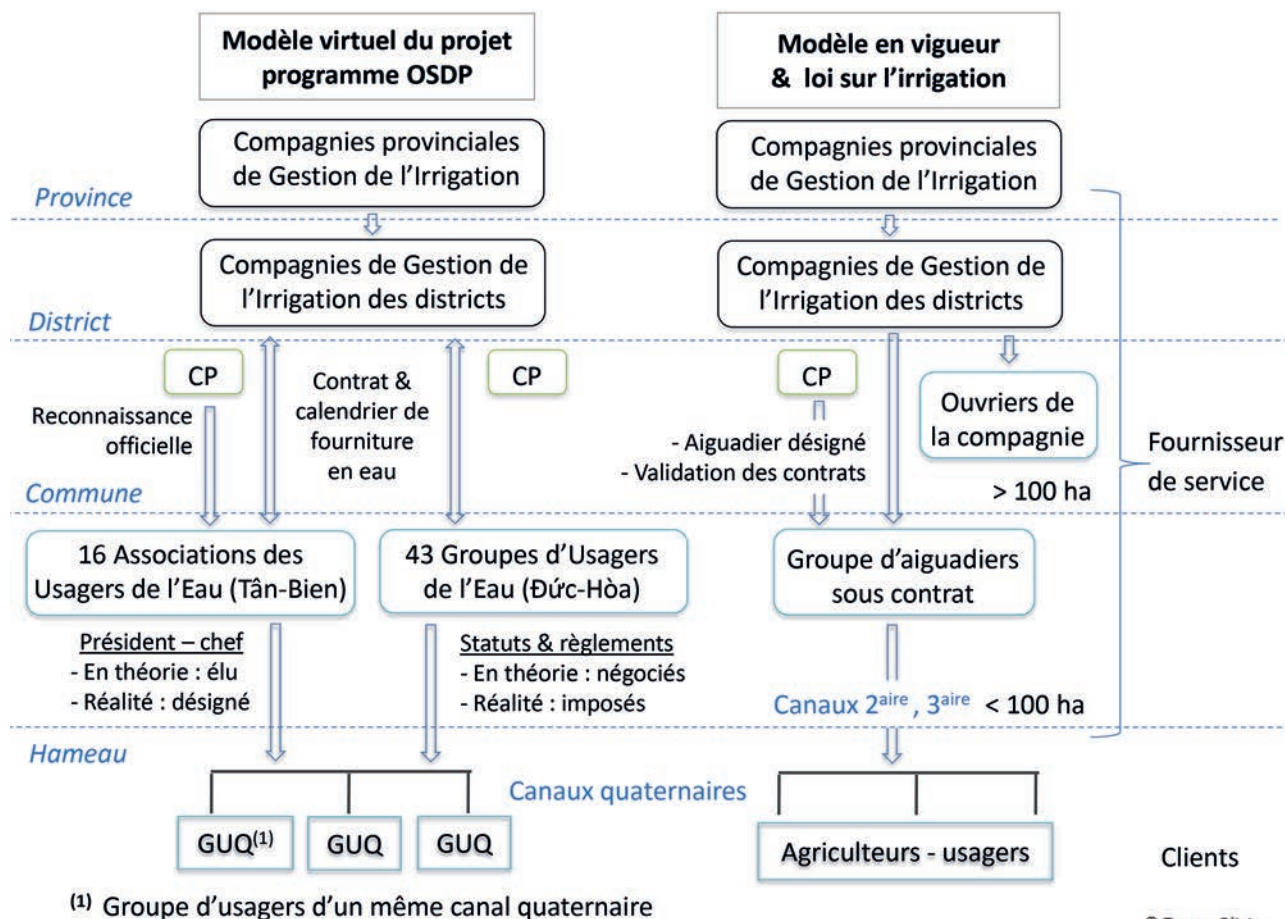 Modèle virtuel du projet
programme OSDP
Modèle en vigueur
& loi sur l'irrigation
Compagnies provinciales
de Gestion de l'Irrigation
Compagnies provinciales
de Gestion de l'Irrigation
Province
Compagnies de Gestion de
l'Irrigation des districts
Compagnies de Gestion de
l'Irrigation des districts
District
CP
Reconnaissance
officielle
Contrat &
calendrier de
fourniture
en eau
CP
CP
- Aiguadier désigné
- Validation des contrats
Ouvriers de
la compagnie
> 100 ha
Fournisseur
de service
Commune
16 Associations des
Usagers de l'Eau (Tân-Bien)
43 Groupes d'Usagers
de l'Eau (Đức-Hòa)
Groupe d'aiguadiers
sous contrat
Président – chef
- En théorie : élu
- Réalité : désigné
Statuts & règlements
- En théorie : négociés
- Réalité : imposés
Canaux 2aire , 3aire < 100 ha
Hameau
Canaux quaternaires
GUQ(1)
GUQ
GUQ
Agriculteurs - usagers
Clients
(1) Groupe d'usagers d'un même canal quaternaire